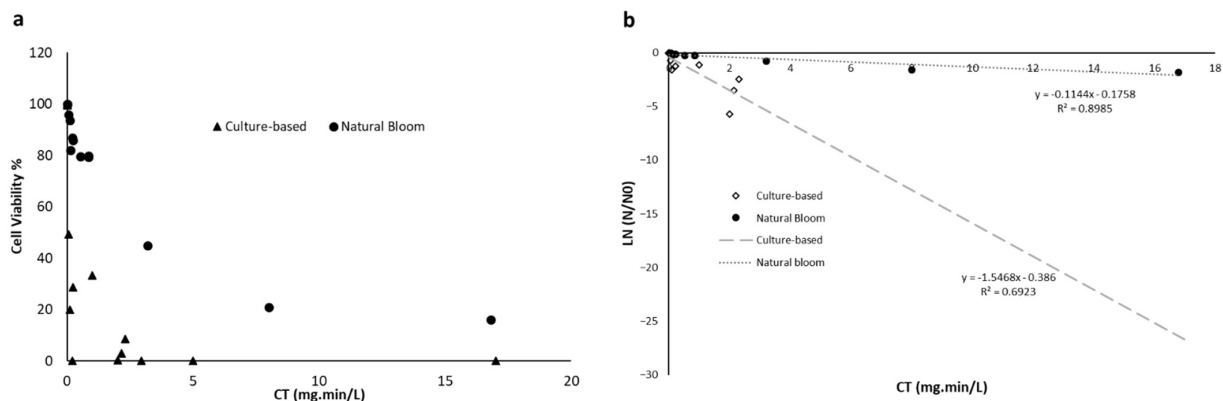 a
120
100
80
60
40
20
0
Cell Viability %
▲ Culture-based ● Natural Bloom
0 5 10 15 20
CT (mg.min/L)
b
0
−5
−10
−15
−20
−25
−30
LN (N/N0)
0 2 4 6 8 10 12 14 16 18
y = -0.1144x - 0.1758
R² = 0.8985
Culture-based
Natural Bloom
Culture-based
Natural bloom
y = -1.5468x - 0.386
R² = 0.6923
CT (mg.min/L)